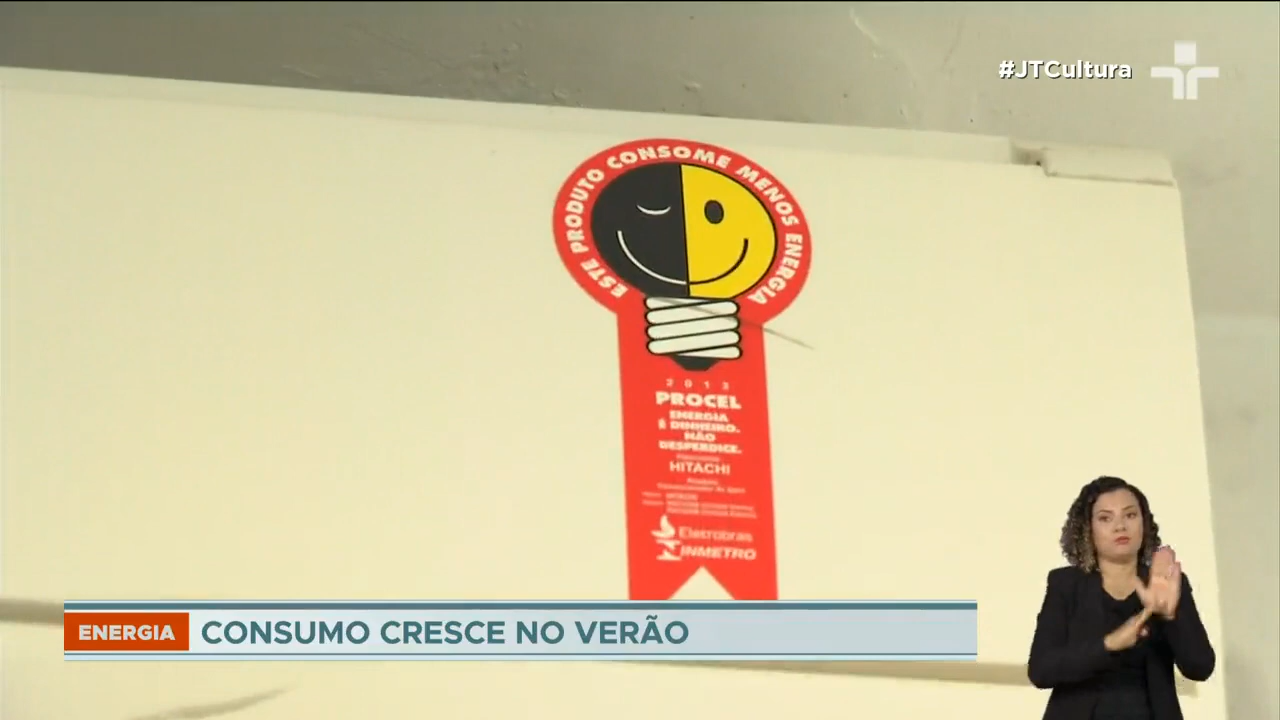 #JTCultura
ESTE PRODUTO CONSOME MENOS ENERGIA
2013
PROCEL
ENERGIA
É DINHEIRO.
NÃO
DESPERDICE.
HITACHI
Eletrobras
INMETRO
ENERGIA
CONSUMO CRESCE NO VERÃO